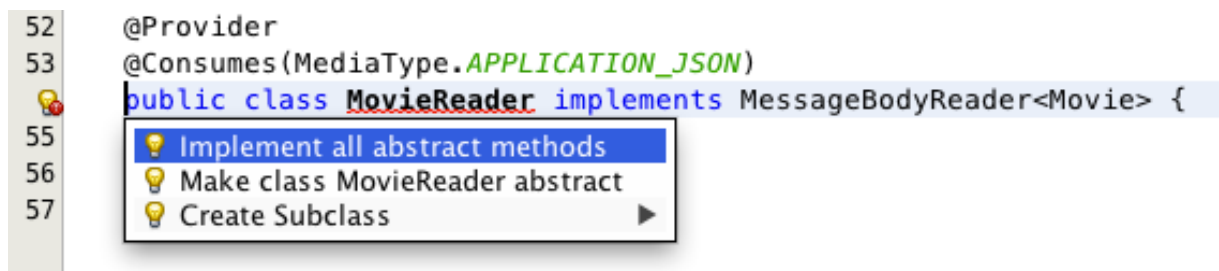 52 @Provider
53 @Consumes(MediaType.APPLICATION_JSON)
public class MovieReader implements MessageBodyReader<Movie> {
55 Implement all abstract methods
56 Make class MovieReader abstract
57 Create Subclass